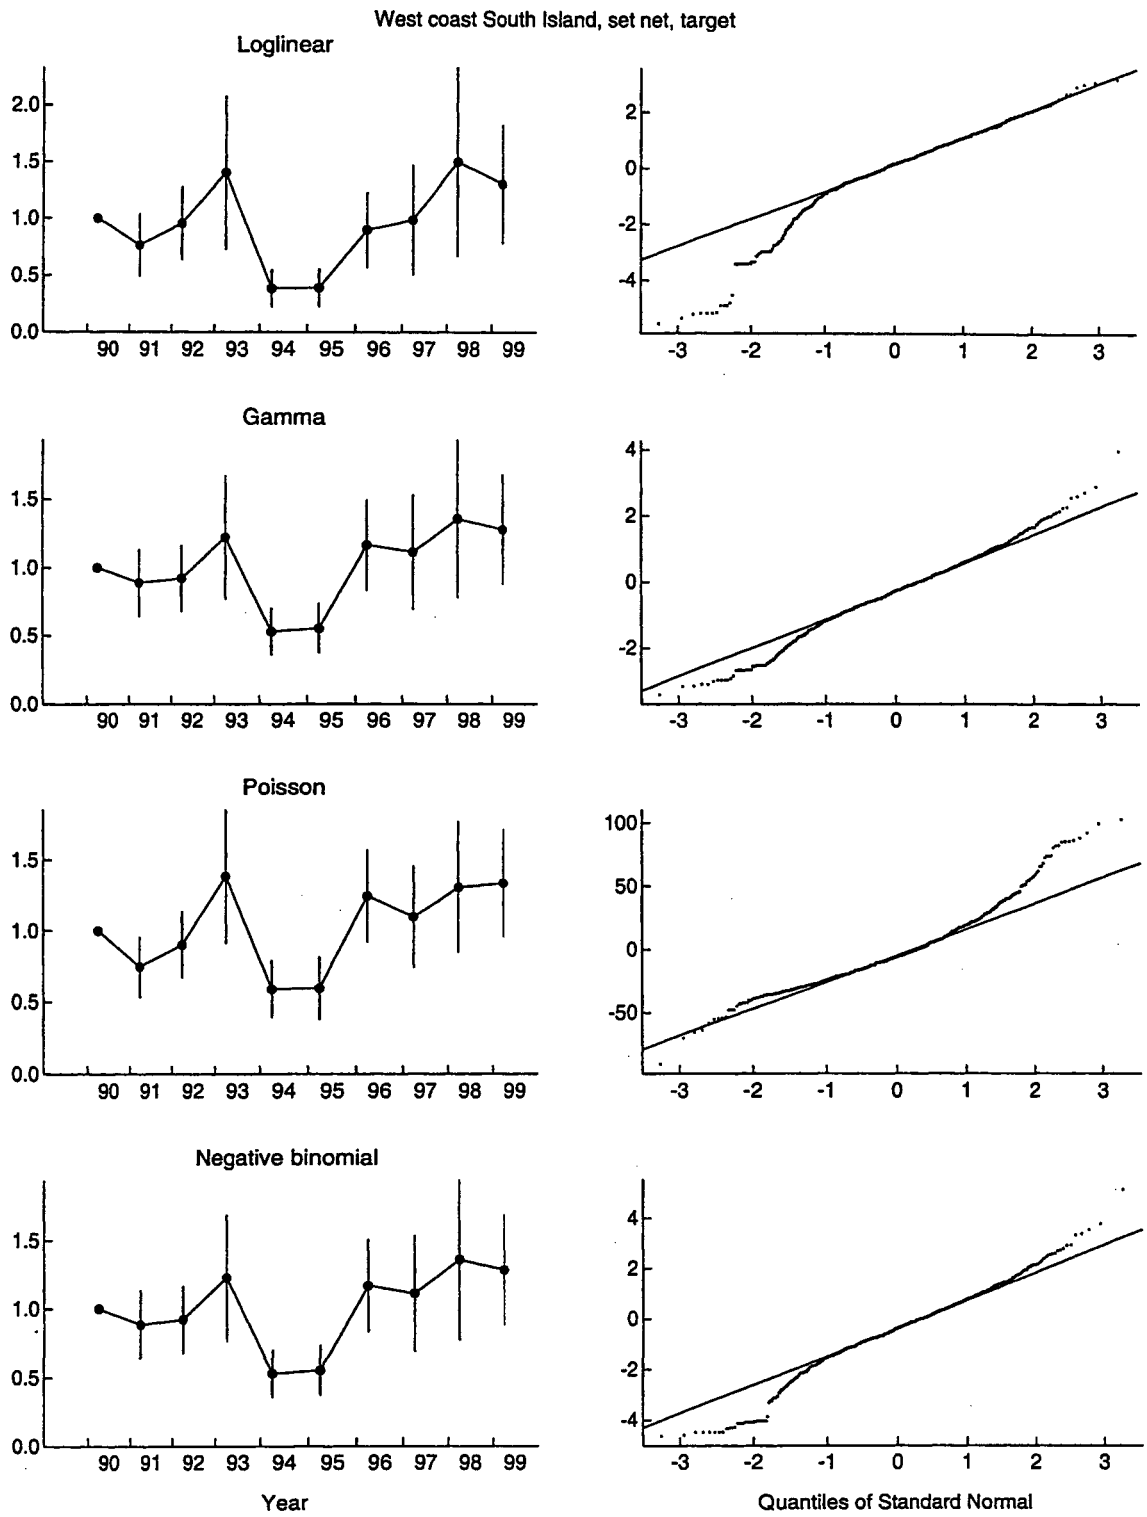 West coast South Island, set net, target
Loglinear
2.0
1.5
1.0
0.5
0.0
90 91 92 93 94 95 96 97 98 99
2
0
-2
-4
-3 -2 -1 0 1 2 3
Gamma
1.5
1.0
0.5
0.0
90 91 92 93 94 95 96 97 98 99
4
2
0
-2
-3 -2 -1 0 1 2 3
Poisson
1.5
1.0
0.5
0.0
90 91 92 93 94 95 96 97 98 99
100
50
0
-50
-3 -2 -1 0 1 2 3
Negative binomial
1.5
1.0
0.5
0.0
90 91 92 93 94 95 96 97 98 99
Year
4
2
0
-2
-4
-3 -2 -1 0 1 2 3
Quantiles of Standard Normal